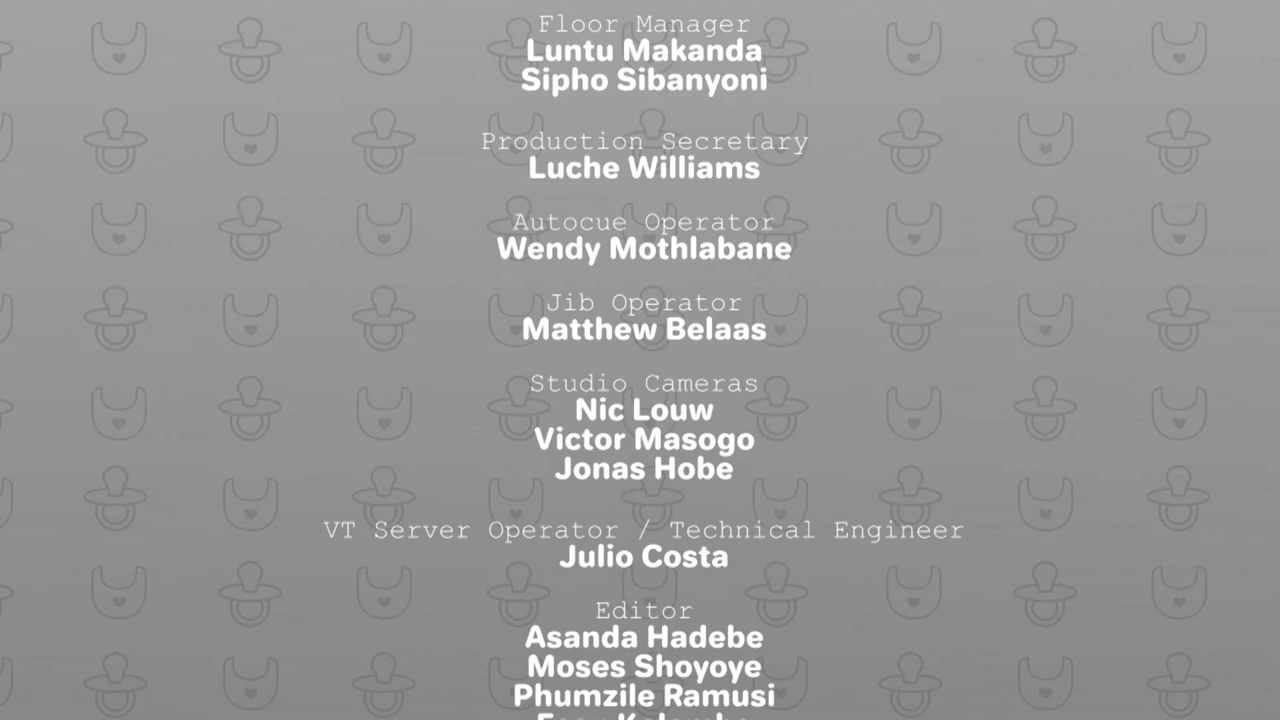 Floor Manager
Luntu Makanda
Sipho Sibanyoni
Production Secretary
Luche Williams
Autocue Operator
Wendy Mothlabane
Jib Operator
Matthew Belaas
Studio Cameras
Nic Louw
Victor Masogo
Jonas Hobe
VT Server Operator / Technical Engineer
Julio Costa
Editor
Asanda Hadebe
Moses Shoyoye
Phumzile Ramusi